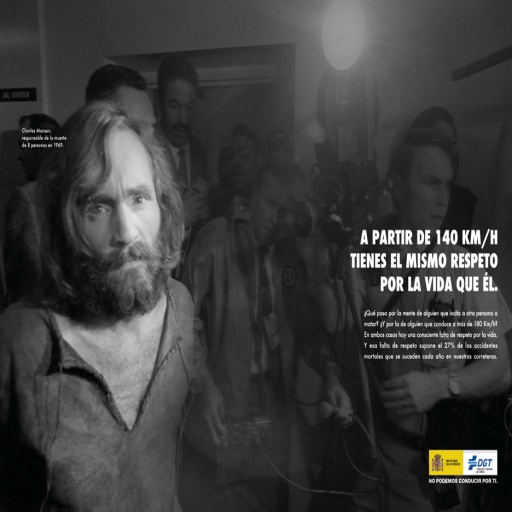 JAIL CORRIDOR
Charles Manson,
responsable de la muerte
de 8 personas en 1969.
A PARTIR DE 140 KM/H
TIENES EL MISMO RESPETO
POR LA VIDA QUE ÉL.
¿Qué pasa por la mente de alguien que incita a otra persona a
matar? ¿Y por la de alguien que conduce a más de 180 Km/h?
En ambos casos hay una consciente falta de respeto por la vida.
Y esa falta de respeto supone el 27% de los accidentes
mortales que se suceden cada año en nuestras carreteras.
DGT
NO PODEMOS CONDUCIR POR TI.